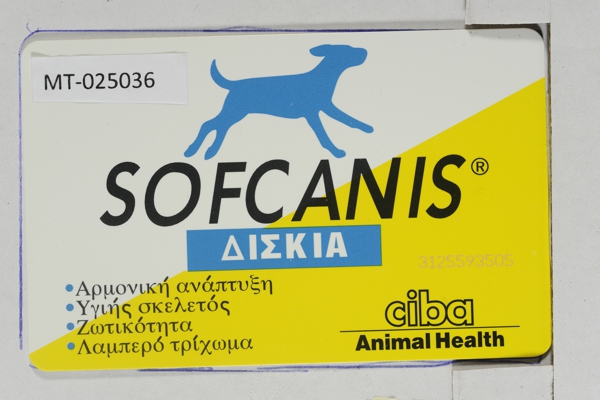 MT-025036
SOFCANIS®
ΔΙΣΚΙΑ
3125593505
•Αρμονική ανάπτυξη
•Υγιής σκελετός
•Ζωτικότητα
•Λαμπερό τρίχωμα
ciba
Animal Health